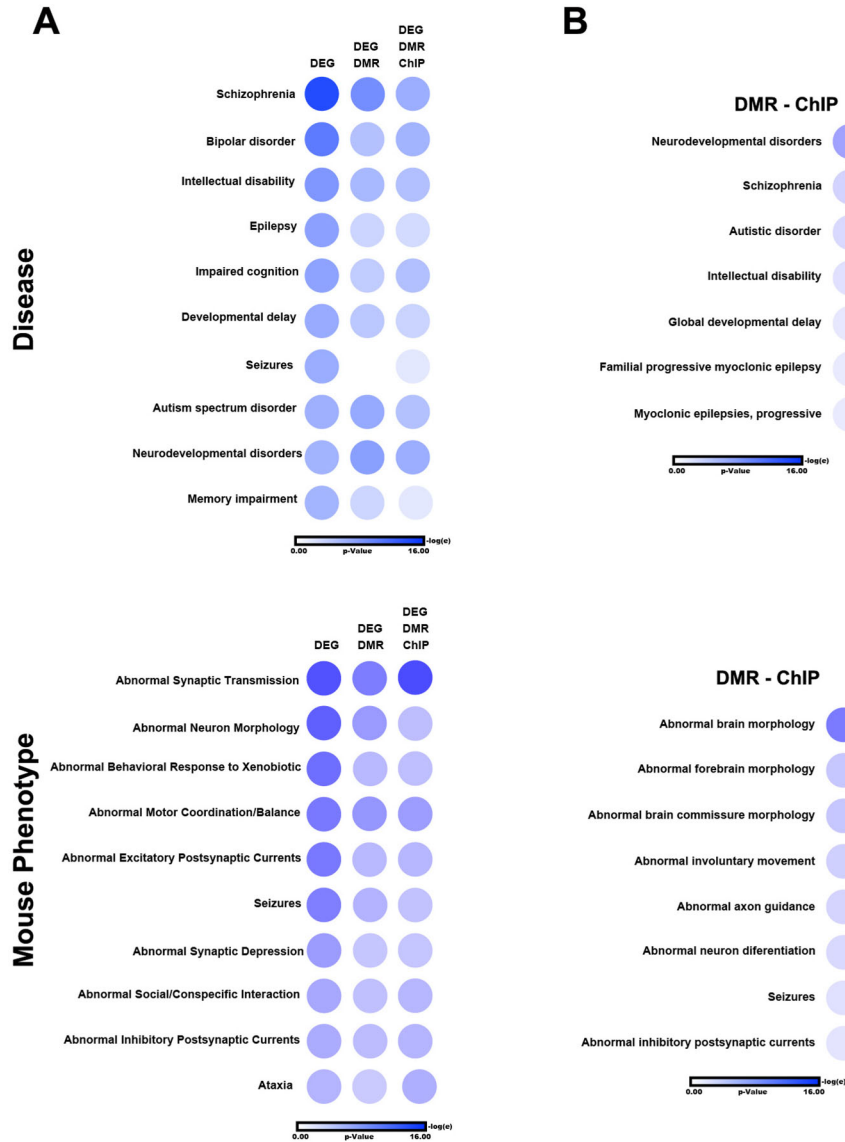 A
B
DEG
DEG
DMR
DEG
DMR
ChIP
Disease
Schizophrenia
Bipolar disorder
Intellectual disability
Epilepsy
Impaired cognition
Developmental delay
Seizures
Autism spectrum disorder
Neurodevelopmental disorders
Memory impairment
0.00 p-Value 16.00 -log(e)
DMR - ChIP
Neurodevelopmental disorders
Schizophrenia
Autistic disorder
Intellectual disability
Global developmental delay
Familial progressive myoclonic epilepsy
Myoclonic epilepsies, progressive
0.00 p-Value 16.00 -log(e)
DEG
DEG
DMR
DEG
DMR
ChIP
Mouse Phenotype
Abnormal Synaptic Transmission
Abnormal Neuron Morphology
Abnormal Behavioral Response to Xenobiotic
Abnormal Motor Coordination/Balance
Abnormal Excitatory Postsynaptic Currents
Seizures
Abnormal Synaptic Depression
Abnormal Social/Conspecific Interaction
Abnormal Inhibitory Postsynaptic Currents
Ataxia
0.00 p-Value 16.00 -log(e)
DMR - ChIP
Abnormal brain morphology
Abnormal forebrain morphology
Abnormal brain commissure morphology
Abnormal involuntary movement
Abnormal axon guidance
Abnormal neuron diferentiation
Seizures
Abnormal inhibitory postsynaptic currents
0.00 p-Value 16.00 -log(e)